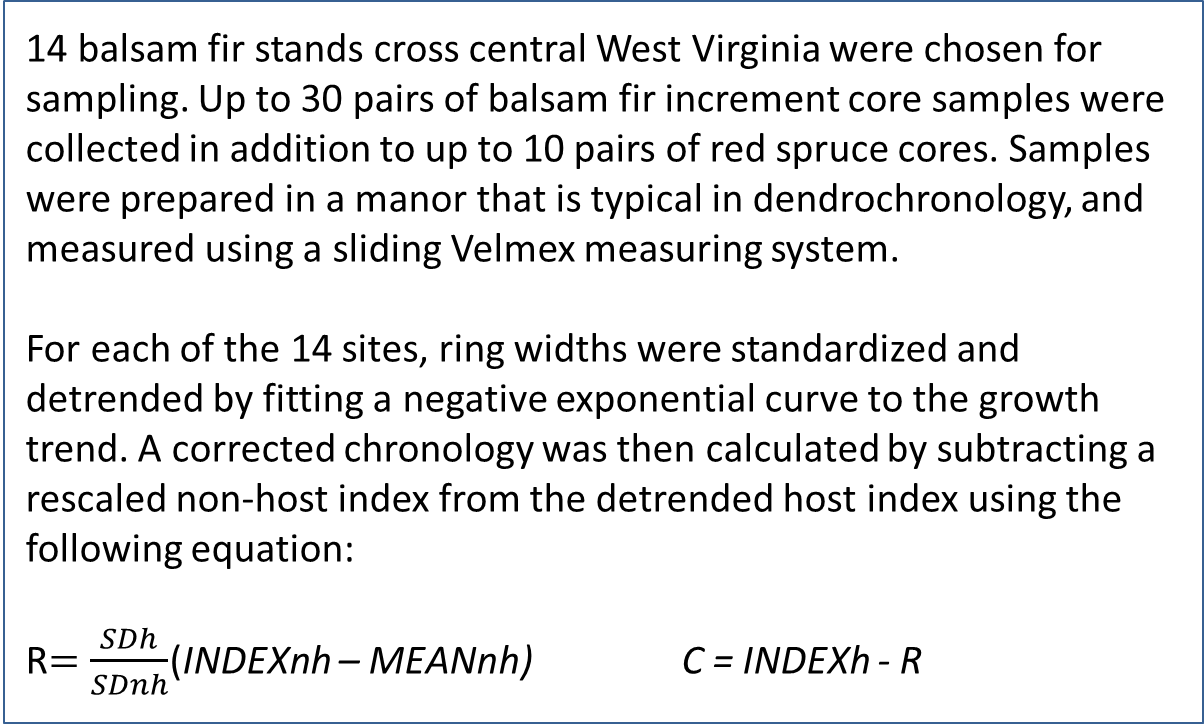 14 balsam fir stands cross central West Virginia were chosen for
sampling. Up to 30 pairs of balsam fir increment core samples were
collected in addition to up to 10 pairs of red spruce cores. Samples
were prepared in a manor that is typical in dendrochronology, and
measured using a sliding Velmex measuring system.
For each of the 14 sites, ring widths were standardized and
detrended by fitting a negative exponential curve to the growth
trend. A corrected chronology was then calculated by subtracting a
rescaled non-host index from the detrended host index using the
following equation:
R= SDh/SDnh (INDEXnh – MEANnh) C = INDEXh - R